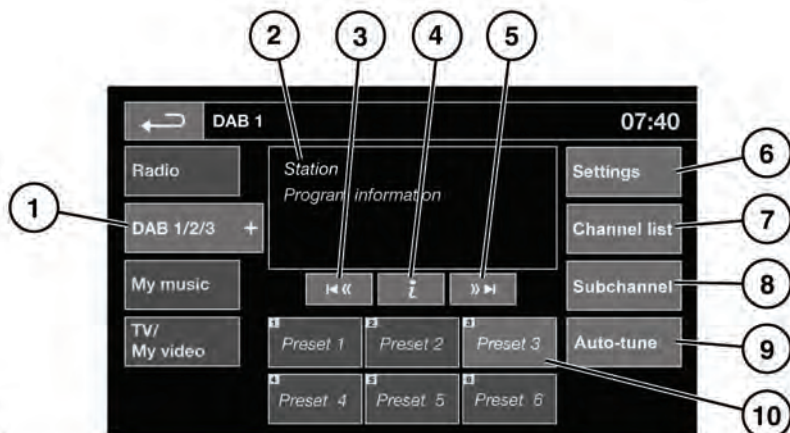 2 3 4 5
DAB 1 07:40
Radio Station Settings 6
Program information
1 DAB 1/2/3 + Channel list 7
My music i Subchannel 8
TV/
My video
1 Preset 1 2 Preset 2 3 Preset 3 Auto-tune 9
4 Preset 4 5 Preset 5 6 Preset 6 10